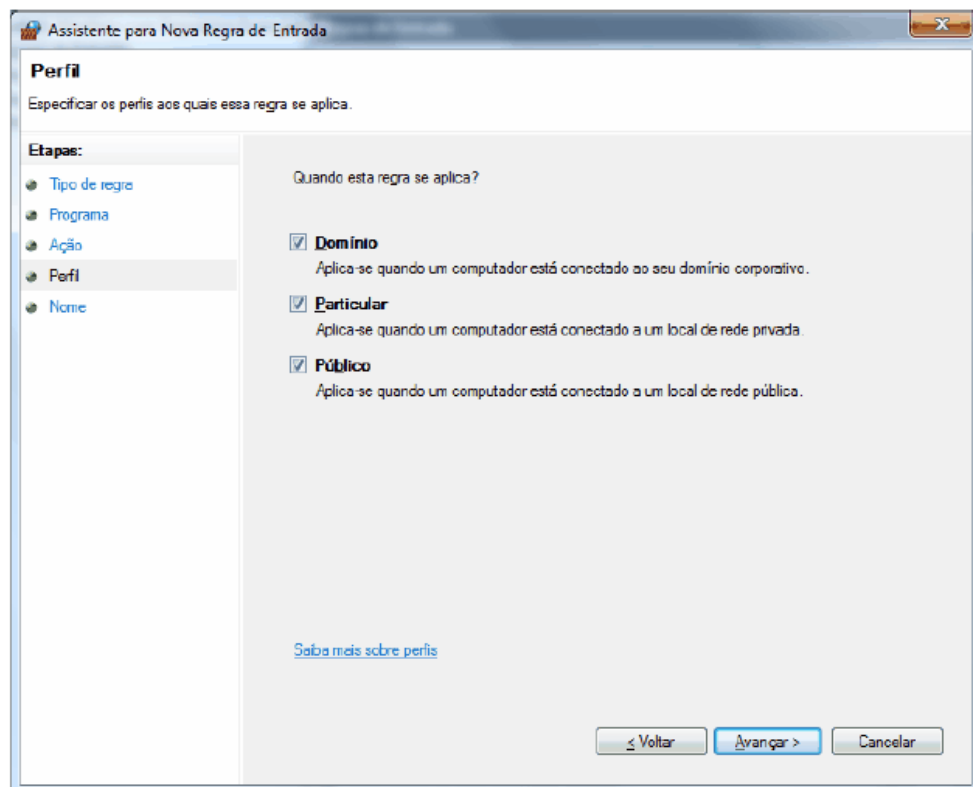 Assistente para Nova Regra de Entrada
Perfil
Especificar os perfis aos quais essa regra se aplica.
Etapas:
Tipo de regra
Programa
Ação
Perfil
Nome
Quando esta regra se aplica?
Domínio
Aplica-se quando um computador está conectado ao seu domínio corporativo.
Particular
Aplica-se quando um computador está conectado a um local de rede privada.
Público
Aplica-se quando um computador está conectado a um local de rede pública.
Saiba mais sobre perfis
< Voltar
Avançar >
Cancelar